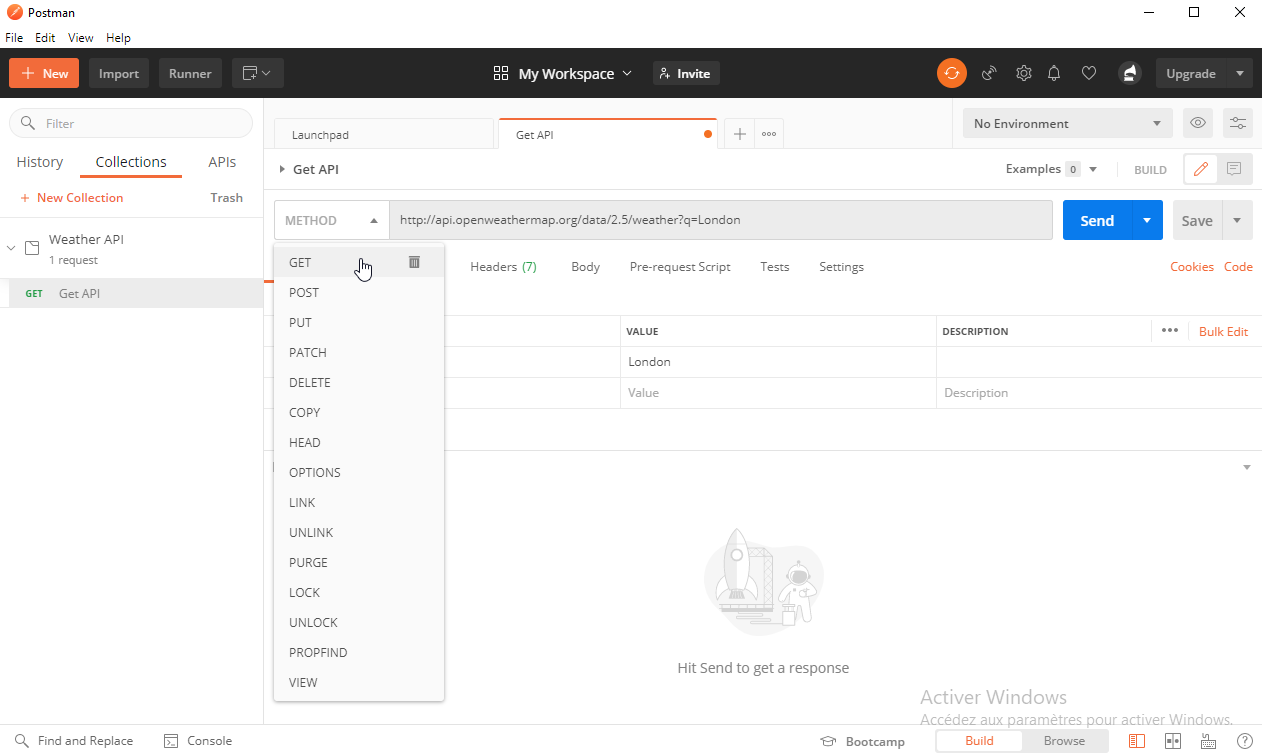 Postman
File Edit View Help
New Import Runner My Workspace Invite Upgrade
Filter
History Collections APIs
New Collection Trash
Weather API
1 request
GET Get API
Launchpad Get API No Environment
Get API Examples 0 BUILD
METHOD http://api.openweathermap.org/data/2.5/weather?q=London Send Save
Headers (7) Body Pre-request Script Tests Settings Cookies Code
GET
POST
PUT
PATCH
DELETE
COPY
HEAD
OPTIONS
LINK
UNLINK
PURGE
LOCK
UNLOCK
PROPFIND
VIEW
VALUE DESCRIPTION Bulk Edit
London
Value Description
Hit Send to get a response
Activer Windows
Accédez aux paramètres pour activer Windows.
Find and Replace Console Bootcamp Build Browse